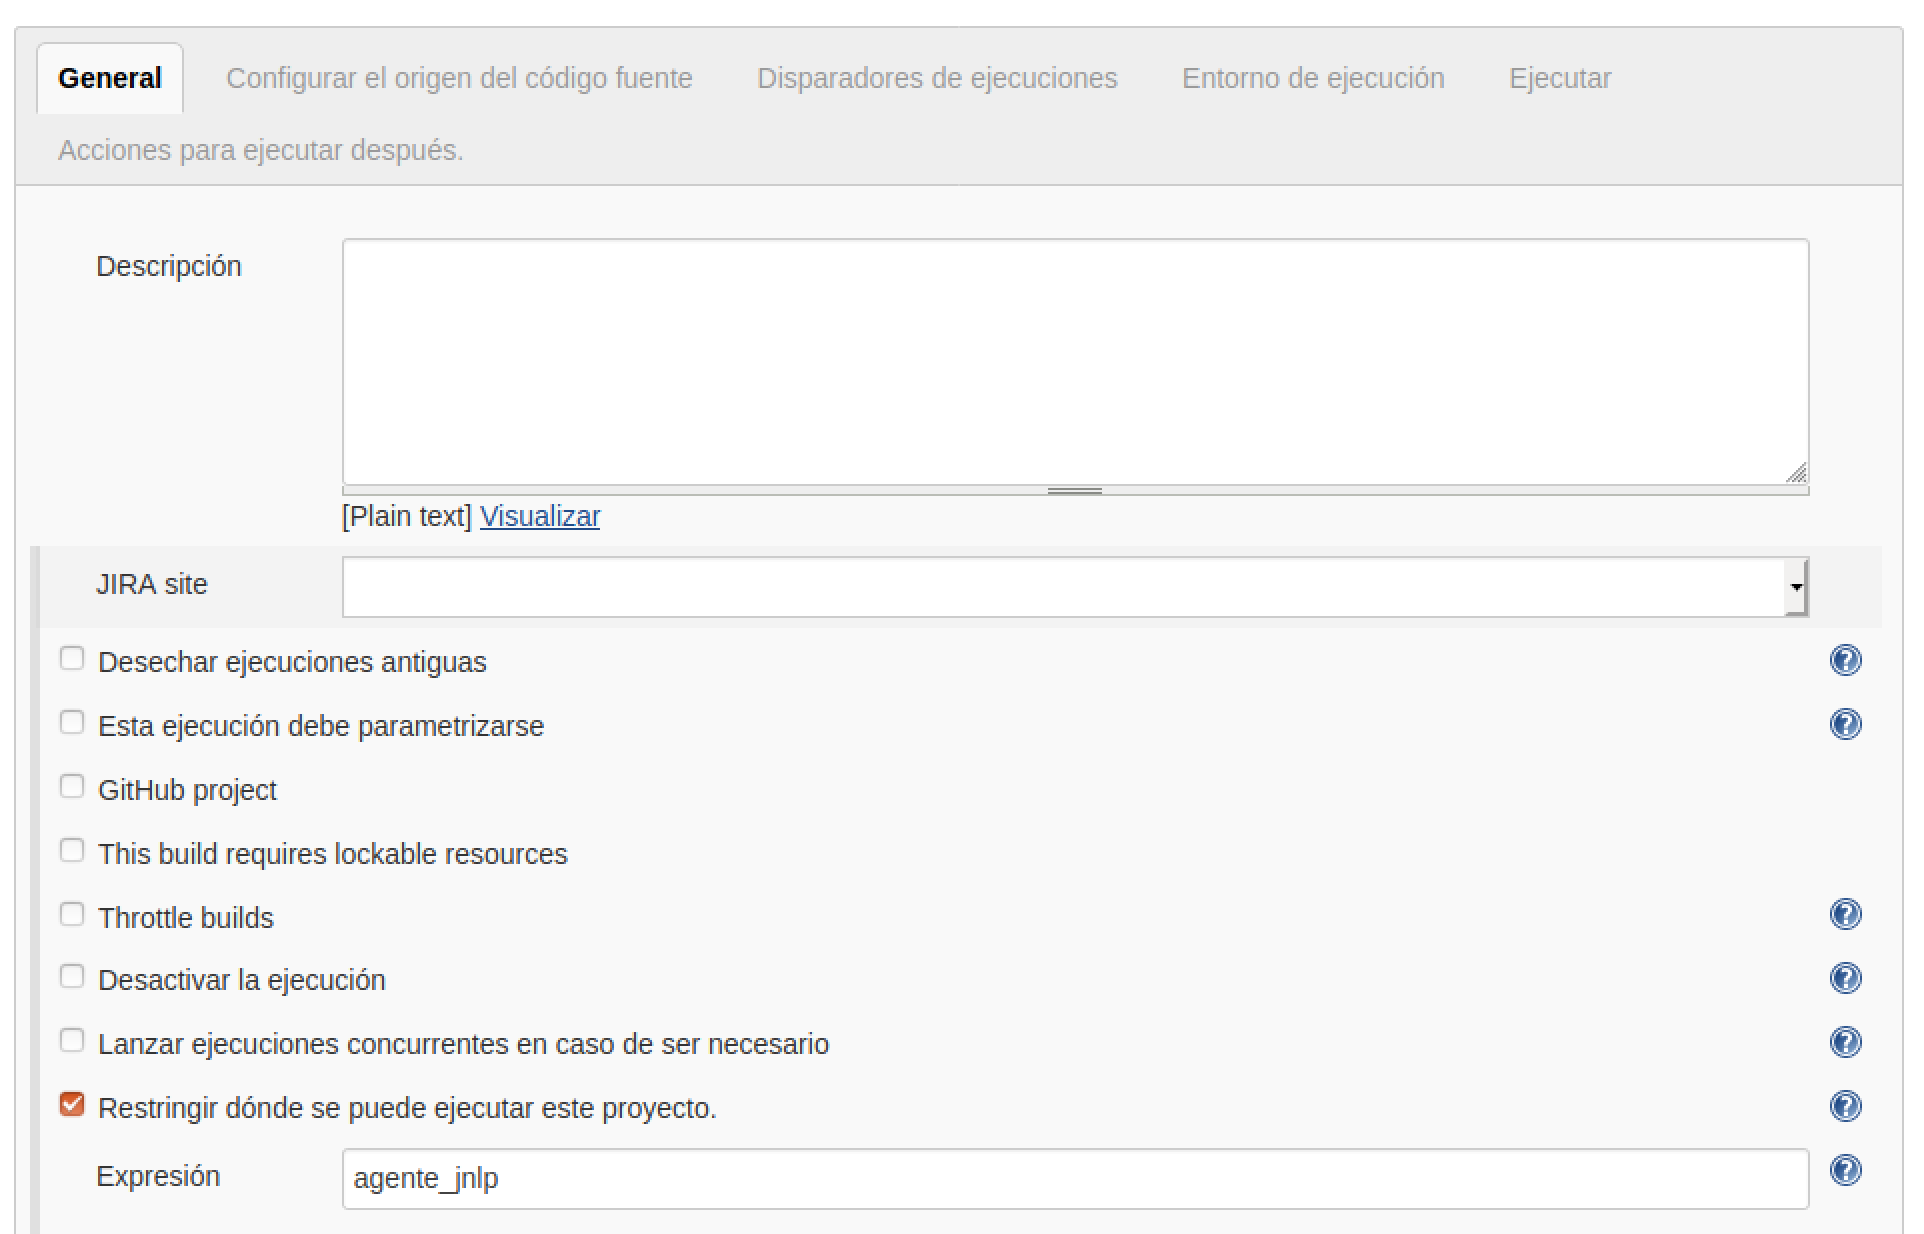 General Configurar el origen del código fuente Disparadores de ejecuciones Entorno de ejecución Ejecutar
Acciones para ejecutar después.
Descripción
[Plain text] Visualizar
JIRA site
Desechar ejecuciones antiguas
Esta ejecución debe parametrizarse
GitHub project
This build requires lockable resources
Throttle builds
Desactivar la ejecución
Lanzar ejecuciones concurrentes en caso de ser necesario
Restringir dónde se puede ejecutar este proyecto.
Expresión agente_jnlp